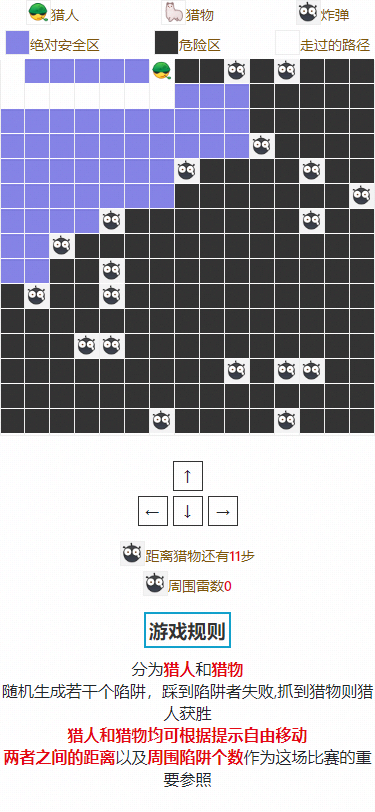 猎人 猎物 炸弹
绝对安全区 危险区 走过的路径
↑
← ↓ →
距离猎物还有11步
周围雷数0
游戏规则
分为猎人和猎物
随机生成若干个陷阱，踩到陷阱者失败,抓到猎物则猎
人获胜
猎人和猎物均可根据提示自由移动
两者之间的距离以及周围陷阱个数作为这场比赛的重
要参照